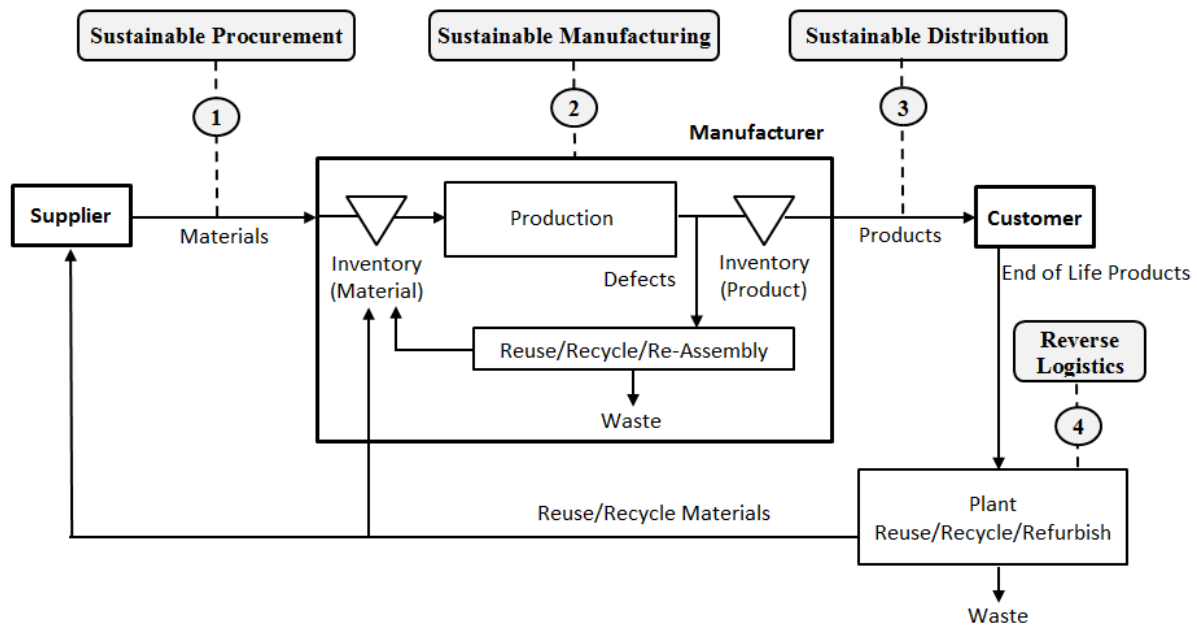 Sustainable Procurement
Sustainable Manufacturing
Sustainable Distribution
1
2
3
Manufacturer
Supplier
Materials
Inventory
(Material)
Production
Defects
Inventory
(Product)
Products
Customer
End of Life Products
Reuse/Recycle/Re-Assembly
Waste
Reverse
Logistics
4
Reuse/Recycle Materials
Plant
Reuse/Recycle/Refurbish
Waste